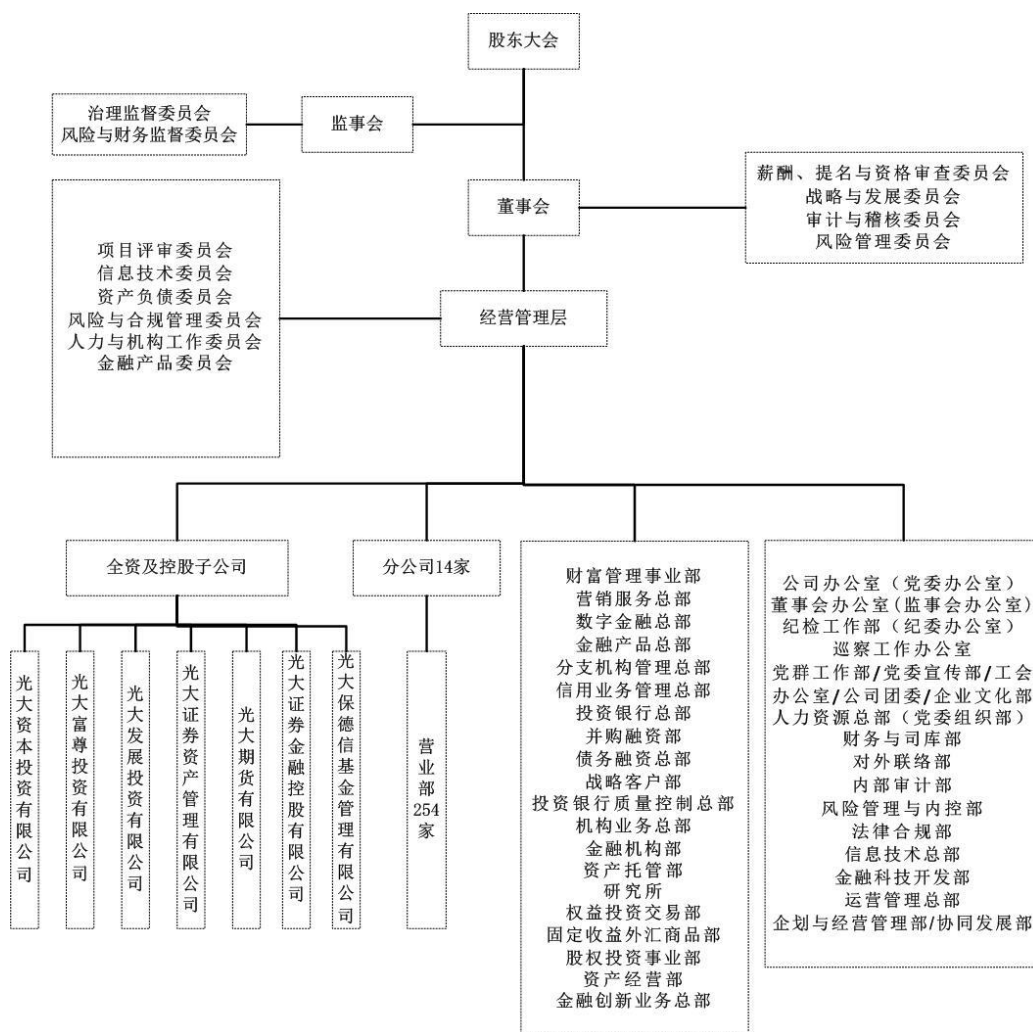 股东大会
治理监督委员会
风险与财务监督委员会
监事会
董事会
薪酬、提名与资格审查委员会
战略与发展委员会
审计与稽核委员会
风险管理委员会
项目评审委员会
信息技术委员会
资产负债委员会
风险与合规管理委员会
人力与机构工作委员会
金融产品委员会
经营管理层
全资及控股子公司
光大资本投资有限公司
光大富尊投资有限公司
光大发展投资有限公司
光大证券资产管理有限公司
光大期货有限公司
光大证券金融控股有限公司
光大保德信基金管理有限公司
分公司14家
营业部254家
财富管理事业部
营销服务总部
数字金融总部
金融产品总部
分支机构管理总部
信用业务管理总部
投资银行总部
并购融资部
债务融资总部
战略客户部
投资银行质量控制总部
机构业务总部
金融机构部
资产托管部
研究所
权益投资交易部
固定收益外汇商品部
股权投资事业部
资产经营部
金融创新业务总部
公司办公室（党委办公室）
董事会办公室(监事会办公室)
纪检工作部（纪委办公室）
巡察工作办公室
党群工作部/党委宣传部/工会
办公室/公司团委/企业文化部
人力资源总部（党委组织部）
财务与司库部
对外联络部
内部审计部
风险管理与内控部
法律合规部
信息技术总部
金融科技开发部
运营管理总部
企划与经营管理部/协同发展部